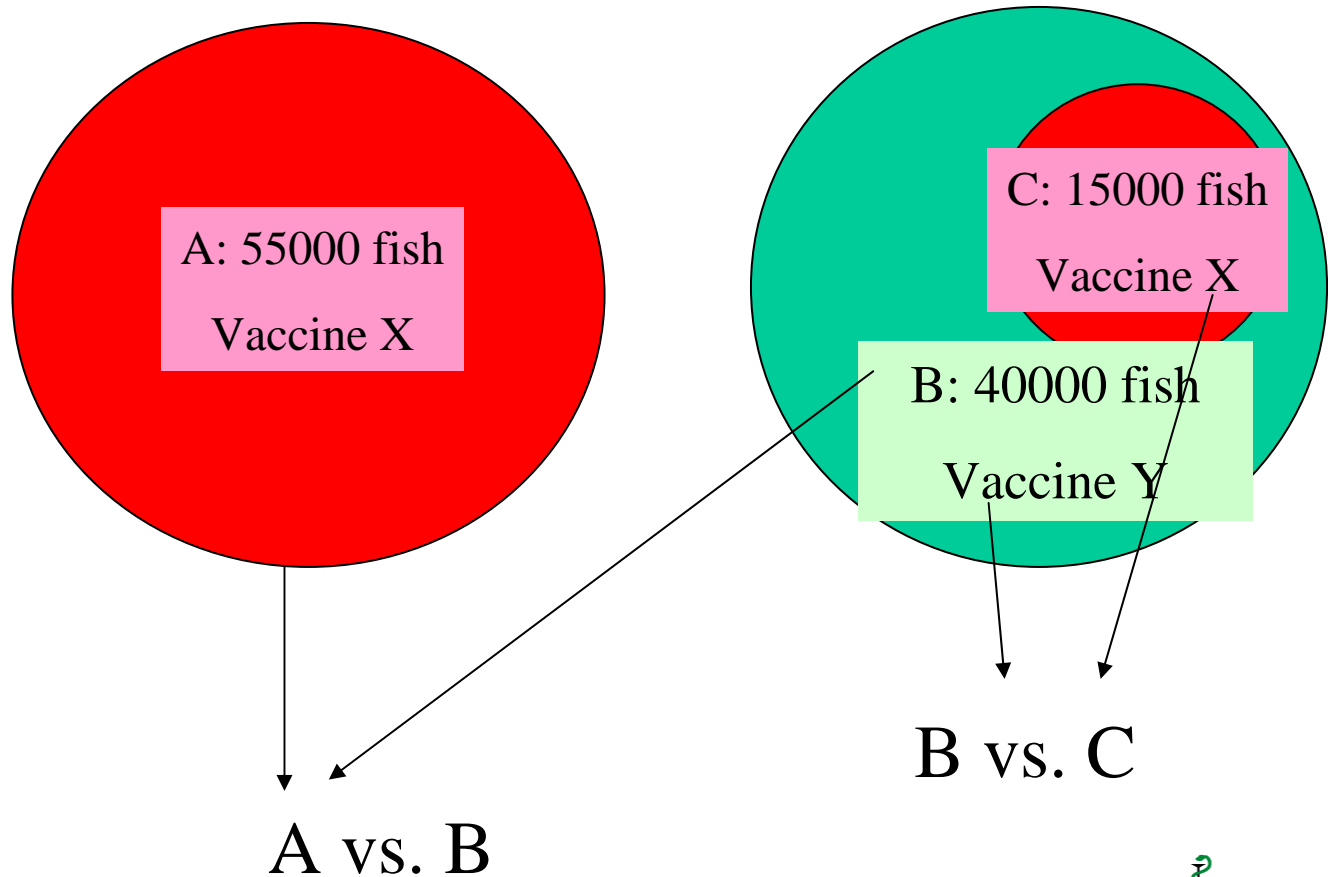 A: 55000 fish
Vaccine X
C: 15000 fish
Vaccine X
B: 40000 fish
Vaccine Y
B vs. C
A vs. B